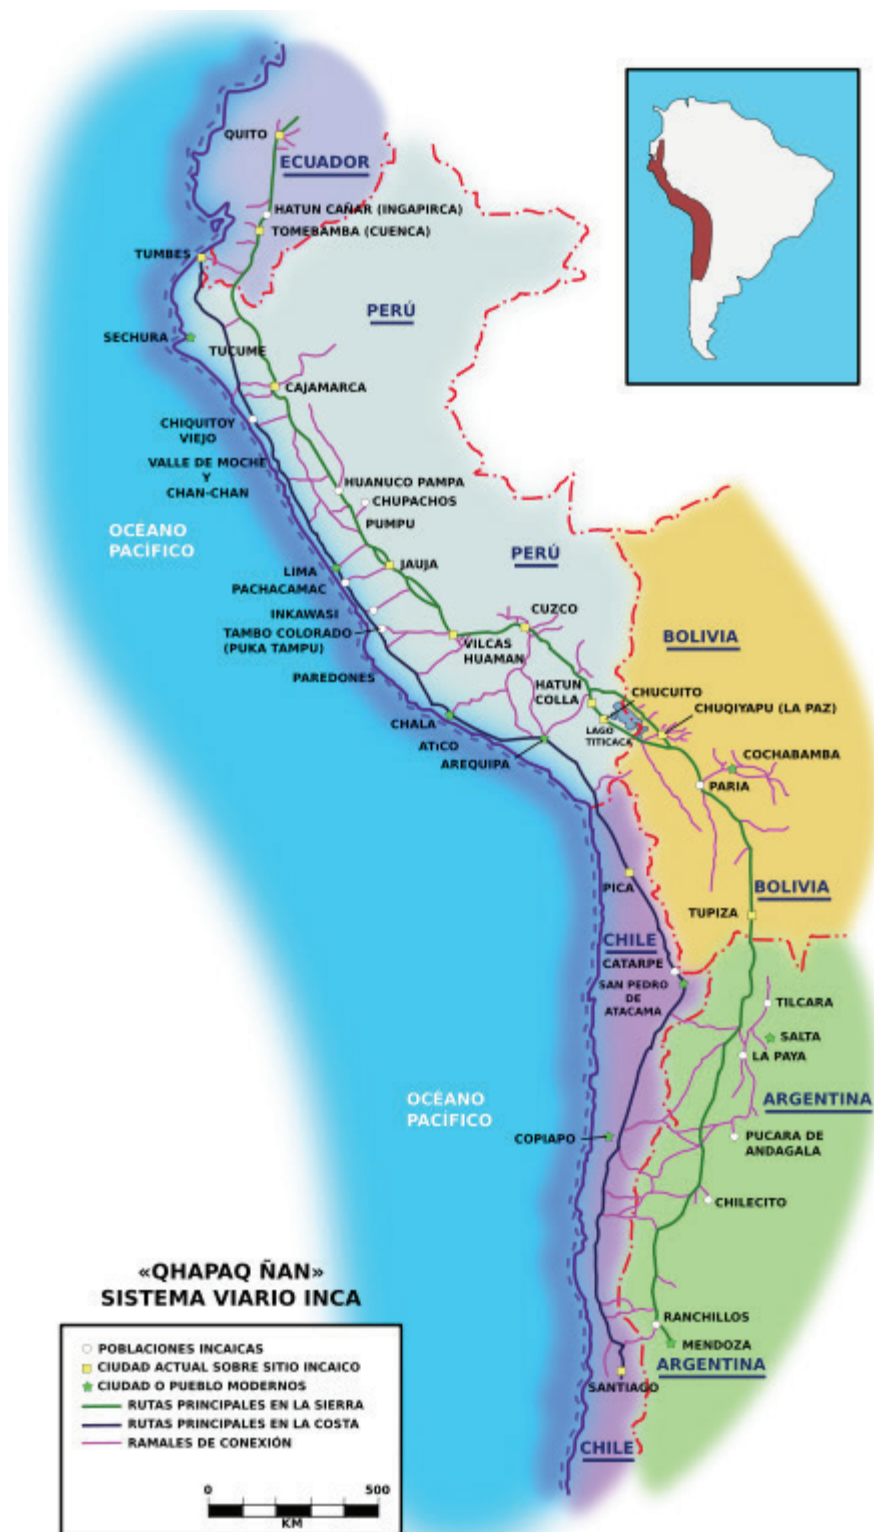 QUITO
ECUADOR
HATUN CAÑAR (INGAPIRCA)
TOMEBAMBA (CUENCA)
TUMBES
PERÚ
SECHURA
TUCUME
CAJAMARCA
CHIQUITOY
VIEJO
VALLE DE MOCHE
Y
CHAN-CHAN
HUANUCO PAMPA
CHUPACHOS
PUMPU
OCÉANO
PACÍFICO
JAUJA
PERÚ
LIMA
PACHACAMAC
INKAWASI
TAMBO COLORADO
(PUKA TAMPU)
CUZCO
VILCAS
HUAMAN
BOLIVIA
PAREDONES
HATUN
COLLA
CHUCUITO
CHUQIYAPU (LA PAZ)
LAGO
TITICACA
CHALA
ATICO
AREQUIPA
COCHABAMBA
PARIA
PICA
BOLIVIA
TUPIZA
CHILE
CATARPE
SAN PEDRO
DE
ATACAMA
TILCARA
SALTA
LA PAYA
OCÉANO
PACÍFICO
ARGENTINA
COPIAPO
PUCARA DE
ANDAGALA
CHILECITO
RANCHILLOS
MENDOZA
ARGENTINA
SANTIAGO
CHILE
«QHAPAQ ÑAN»
SISTEMA VIARIO INCA
POBLACIONES INCAICAS
CIUDAD ACTUAL SOBRE SITIO INCAICO
CIUDAD O PUEBLO MODERNOS
RUTAS PRINCIPALES EN LA SIERRA
RUTAS PRINCIPALES EN LA COSTA
RAMALES DE CONEXIÓN
0 500
KM